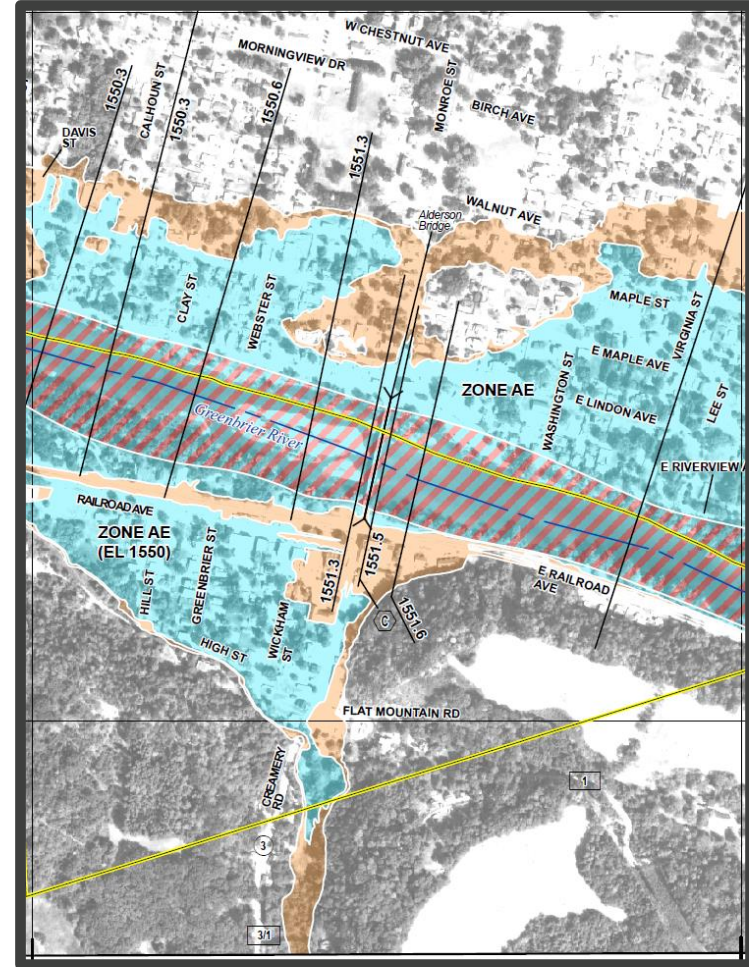 W CHESTNUT AVE
MORNINGVIEW DR
MONROE ST
CALHOUN ST
1550.3
1550.3
1550.6
BIRCH AVE
DAVIS
ST
1551.3
WALNUT AVE
Alderson
Bridge
CLAY ST
WEBSTER ST
MAPLE ST
VIRGINIA ST
E MAPLE AVE
ZONE AE
WASHINGTON ST
E LINDON AVE
LEE ST
Greenbrier River
E RIVERVIEW
RAILROAD AVE
ZONE AE
(EL 1550)
HILL ST
GREENBRIER ST
WICKHAM
ST
1551.3
1551.5
1551.6
E RAILROAD
AVE
C
HIGH ST
FLAT MOUNTAIN RD
CREAMERY
RD
1
3
3/1